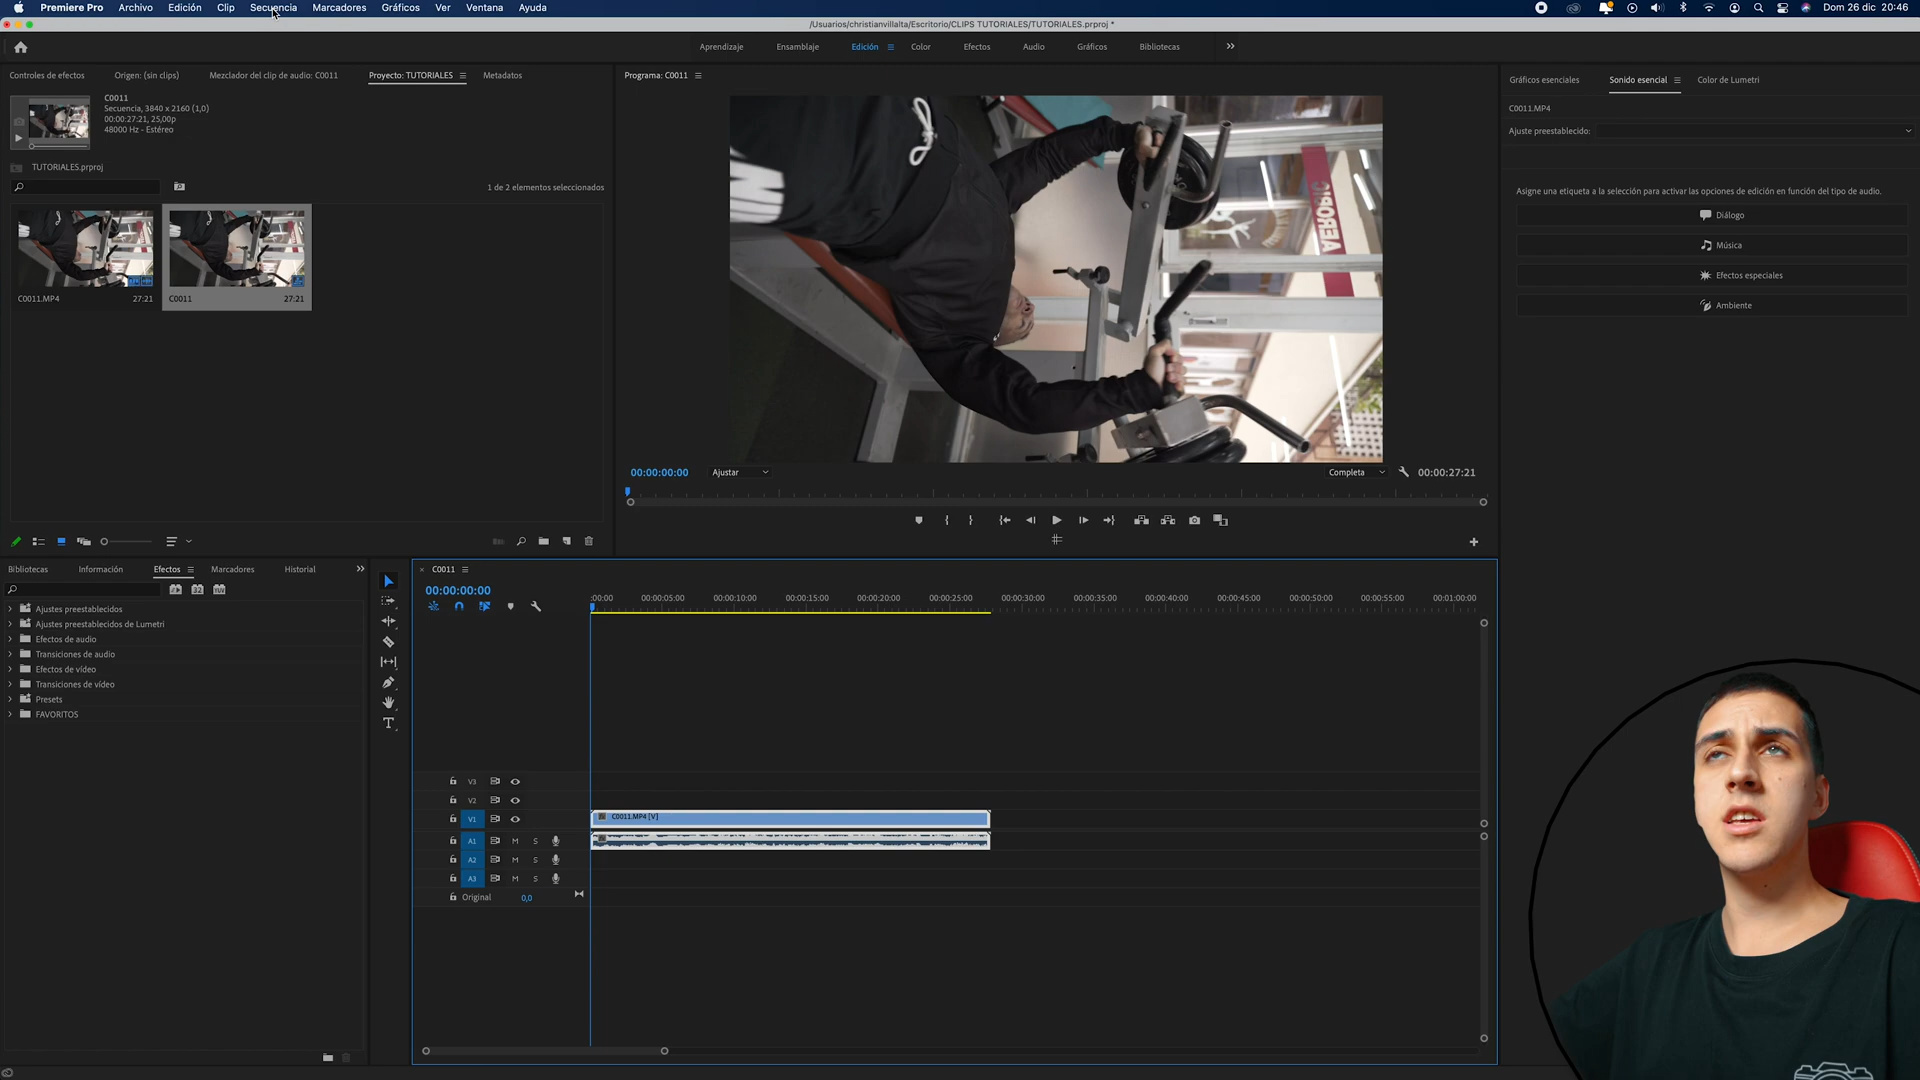 Premiere Pro Archivo Edición Clip Secuencia Marcadores Gráficos Ver Ventana Ayuda
Dom 26 dic 20:46
/Usuarios/christianvillalta/Escritorio/CLIPS TUTORIALES/TUTORIALES.prproj *
Aprendizaje Ensamblaje Edición Color Efectos Audio Gráficos Bibliotecas
Controles de efectos Origen: (sin clips) Mezclador del clip de audio: C0011 Proyecto: TUTORIALES Metadatos
C0011
Secuencia, 3840 x 2160 (1,0)
00:00:27:21, 25,00p
48000 Hz - Estéreo
TUTORIALES.prproj
1 de 2 elementos seleccionados
C0011.MP4 27:21
C0011 27:21
Programa: C0011
AEROBIC
00:00:00:00 Ajustar Completa 00:00:27:21
Gráficos esenciales Sonido esencial Color de Lumetri
C0011.MP4
Ajuste preestablecido:
Asigne una etiqueta a la selección para activar las opciones de edición en función del tipo de audio.
Diálogo
Música
Efectos especiales
Ambiente
Bibliotecas Información Efectos Marcadores Historial
Ajustes preestablecidos
Ajustes preestablecidos de Lumetri
Efectos de audio
Transiciones de audio
Efectos de vídeo
Transiciones de vídeo
Presets
FAVORITOS
C0011
00:00:00:00
:00:00 00:00:05:00 00:00:10:00 00:00:15:00 00:00:20:00 00:00:25:00 00:00:30:00 00:00:35:00 00:00:40:00 00:00:45:00 00:00:50:00 00:00:55:00 00:01:00:00
V3
V2
V1 C0011.MP4 [V]
A1 M S
A2 M S
A3 M S
Original 0,0